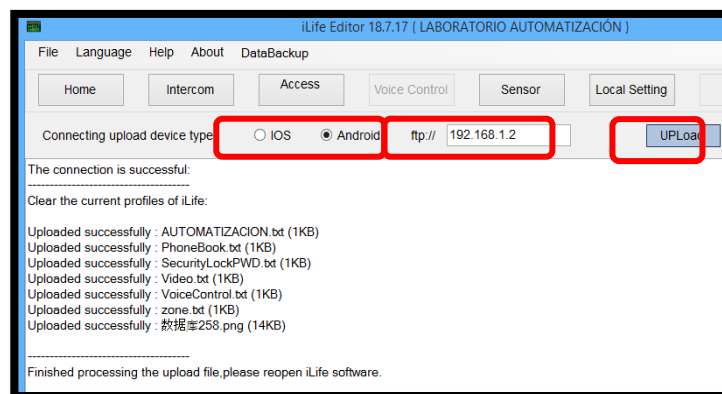 iLife Editor 18.7.17 { LABORATORIO AUTOMATIZACIÓN }
File Language Help About DataBackup
Home Intercom Access Voice Control Sensor Local Setting
Connecting upload device type IOS Android ftp:// 192.168.1.2 UPLoad
The connection is successful:
-------------------------------------
Clear the current profiles of iLife:
Uploaded successfully : AUTOMATIZACION.txt (1KB)
Uploaded successfully : PhoneBook.txt (1KB)
Uploaded successfully : SecurityLockPWD.txt (1KB)
Uploaded successfully : Video.txt (1KB)
Uploaded successfully : VoiceControl.txt (1KB)
Uploaded successfully : zone.txt (1KB)
Uploaded successfully : 数据库258.png (14KB)
-------------------------------------
Finished processing the upload file,please reopen iLife software.